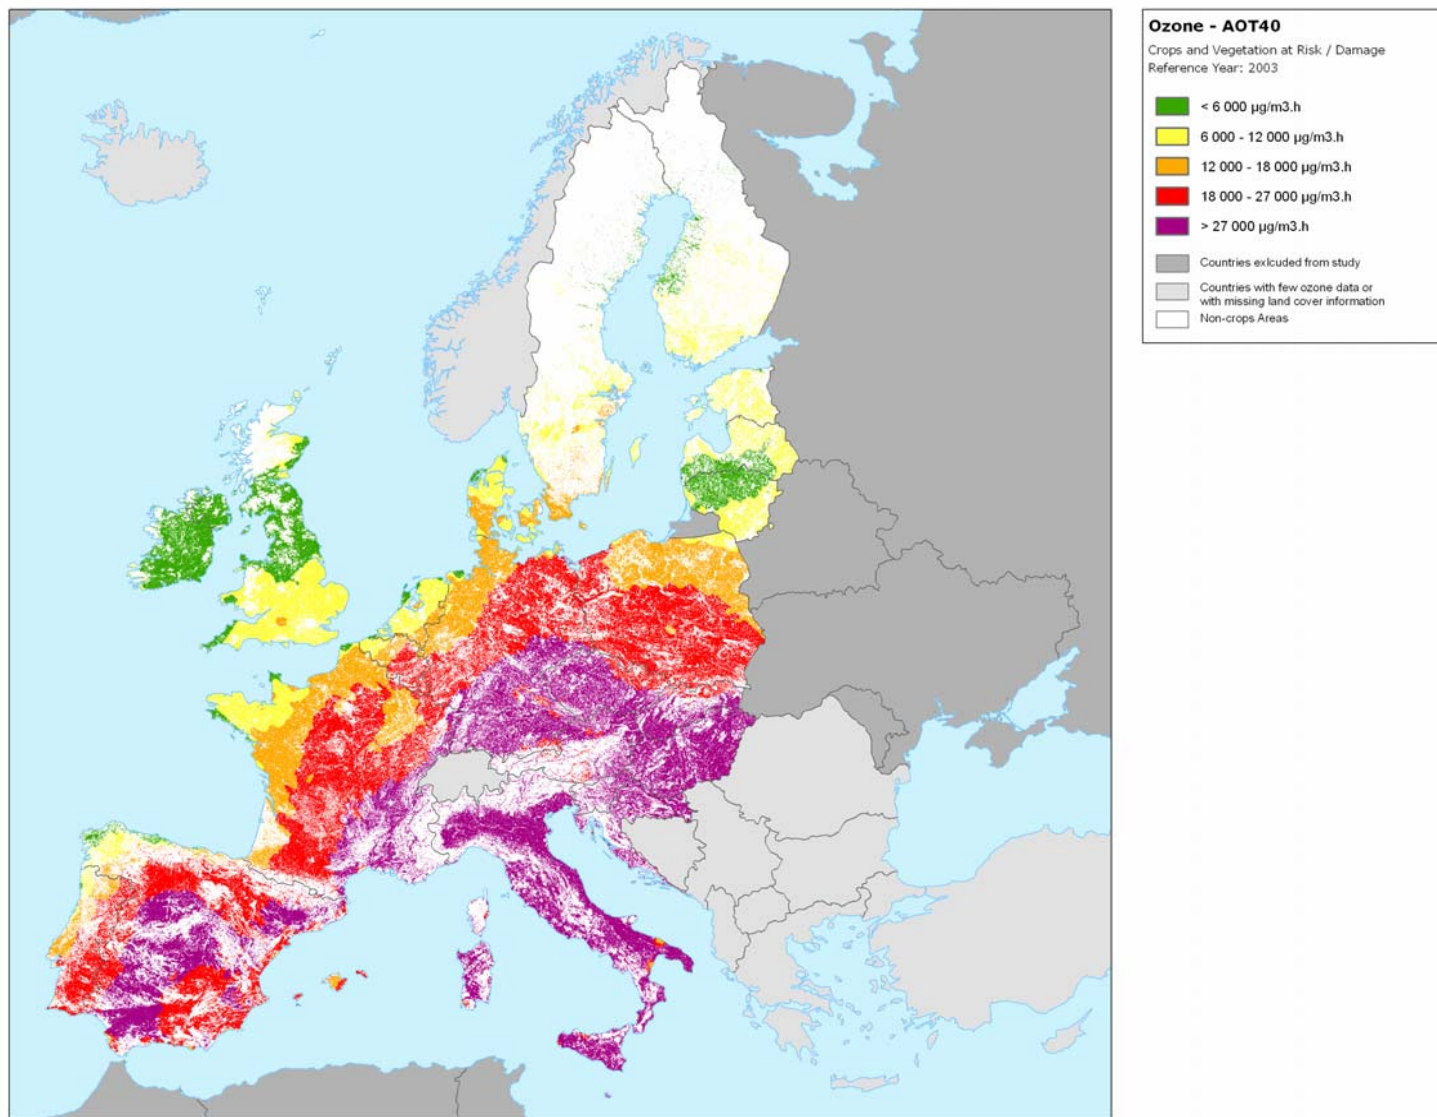 Ozone - AOT40
Crops and Vegetation at Risk / Damage
Reference Year: 2003
< 6 000 µg/m3.h
6 000 - 12 000 µg/m3.h
12 000 - 18 000 µg/m3.h
18 000 - 27 000 µg/m3.h
> 27 000 µg/m3.h
Countries exlcuded from study
Countries with few ozone data or
with missing land cover information
Non-crops Areas